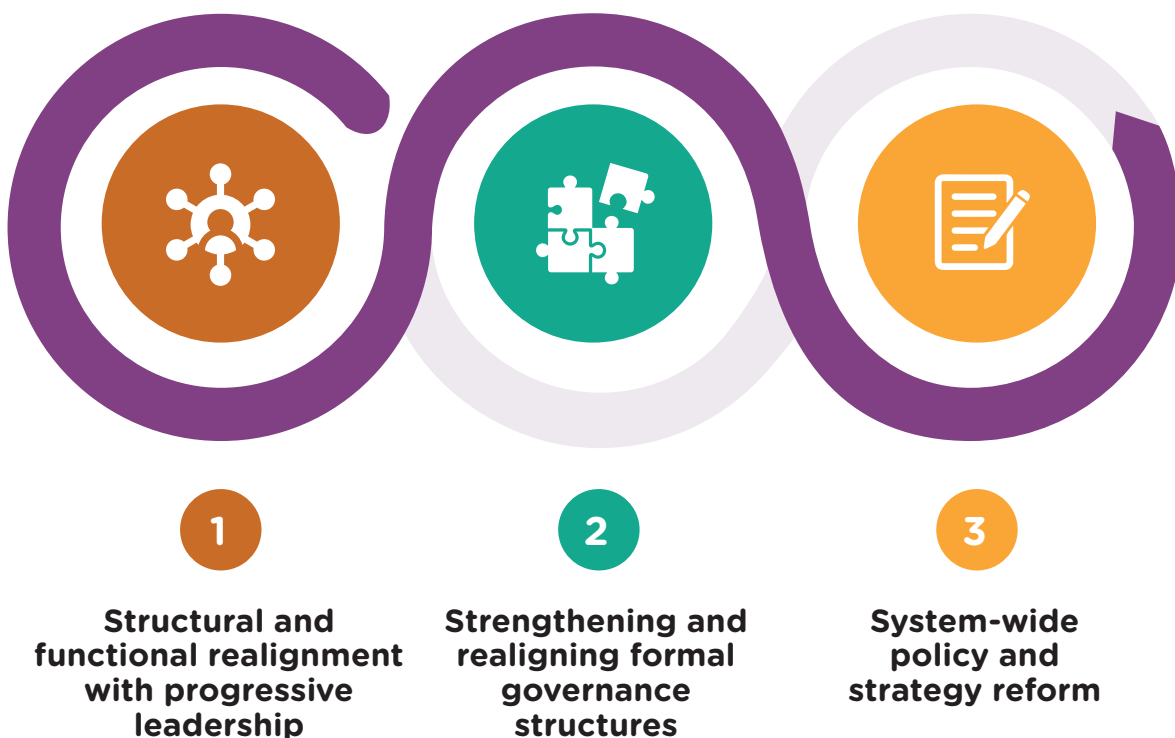 1
Structural and
functional realignment
with progressive
leadership
2
Strengthening and
realigning formal
governance
structures
3
System-wide
policy and
strategy reform